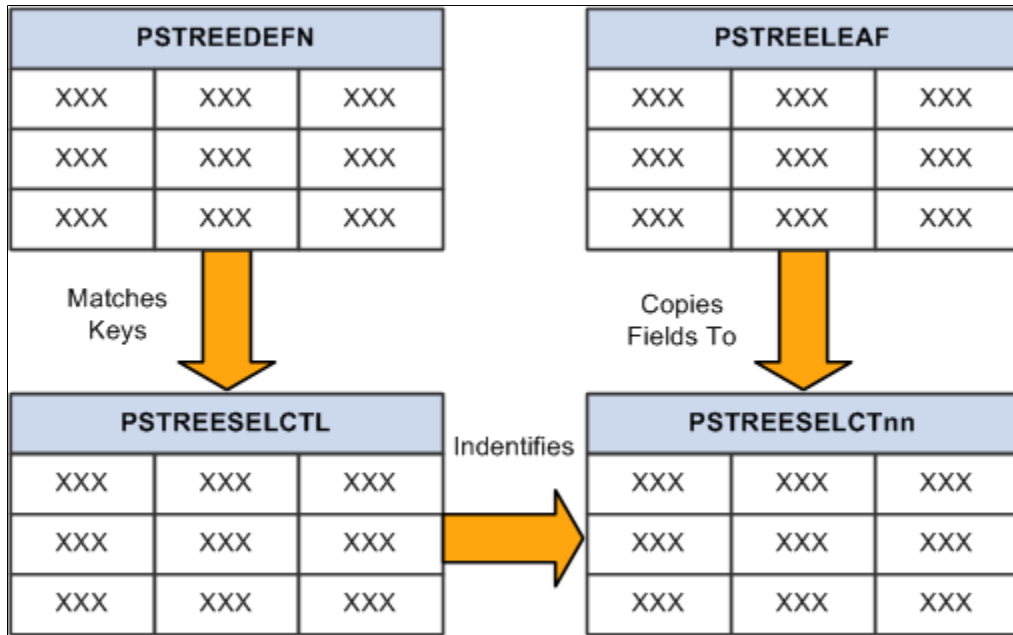 PSTREEDEFN
XXX XXX XXX
XXX XXX XXX
XXX XXX XXX
PSTREELEAF
XXX XXX XXX
XXX XXX XXX
XXX XXX XXX
Matches
Keys
Copies
Fields To
PSTREESELCTL
XXX XXX XXX
XXX XXX XXX
XXX XXX XXX
Indentifies
PSTREESELCTnn
XXX XXX XXX
XXX XXX XXX
XXX XXX XXX